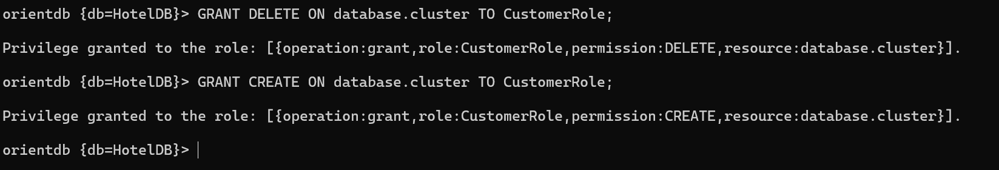 orientdb {db=HotelDB}> GRANT DELETE ON database.cluster TO CustomerRole;
Privilege granted to the role: [{operation:grant,role:CustomerRole,permission:DELETE,resource:database.cluster}].
orientdb {db=HotelDB}> GRANT CREATE ON database.cluster TO CustomerRole;
Privilege granted to the role: [{operation:grant,role:CustomerRole,permission:CREATE,resource:database.cluster}].
orientdb {db=HotelDB}>